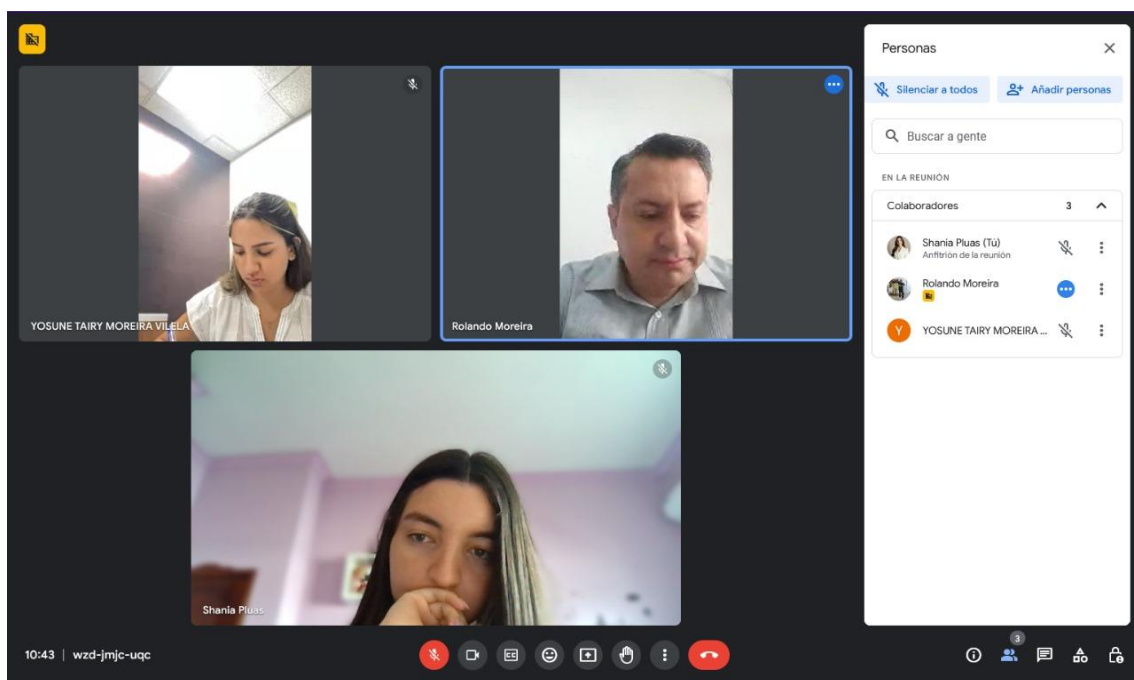 YOSUNE TAIRY MOREIRA VILELA
Rolando Moreira
Shania Pluas
10:43 | wzd-jmjc-uqc
CC
3
Personas
Silenciar a todos
Añadir personas
Buscar a gente
EN LA REUNIÓN
Colaboradores 3
Shania Pluas (Tú)
Anfitrión de la reunión
Rolando Moreira
Y YOSUNE TAIRY MOREIRA ...